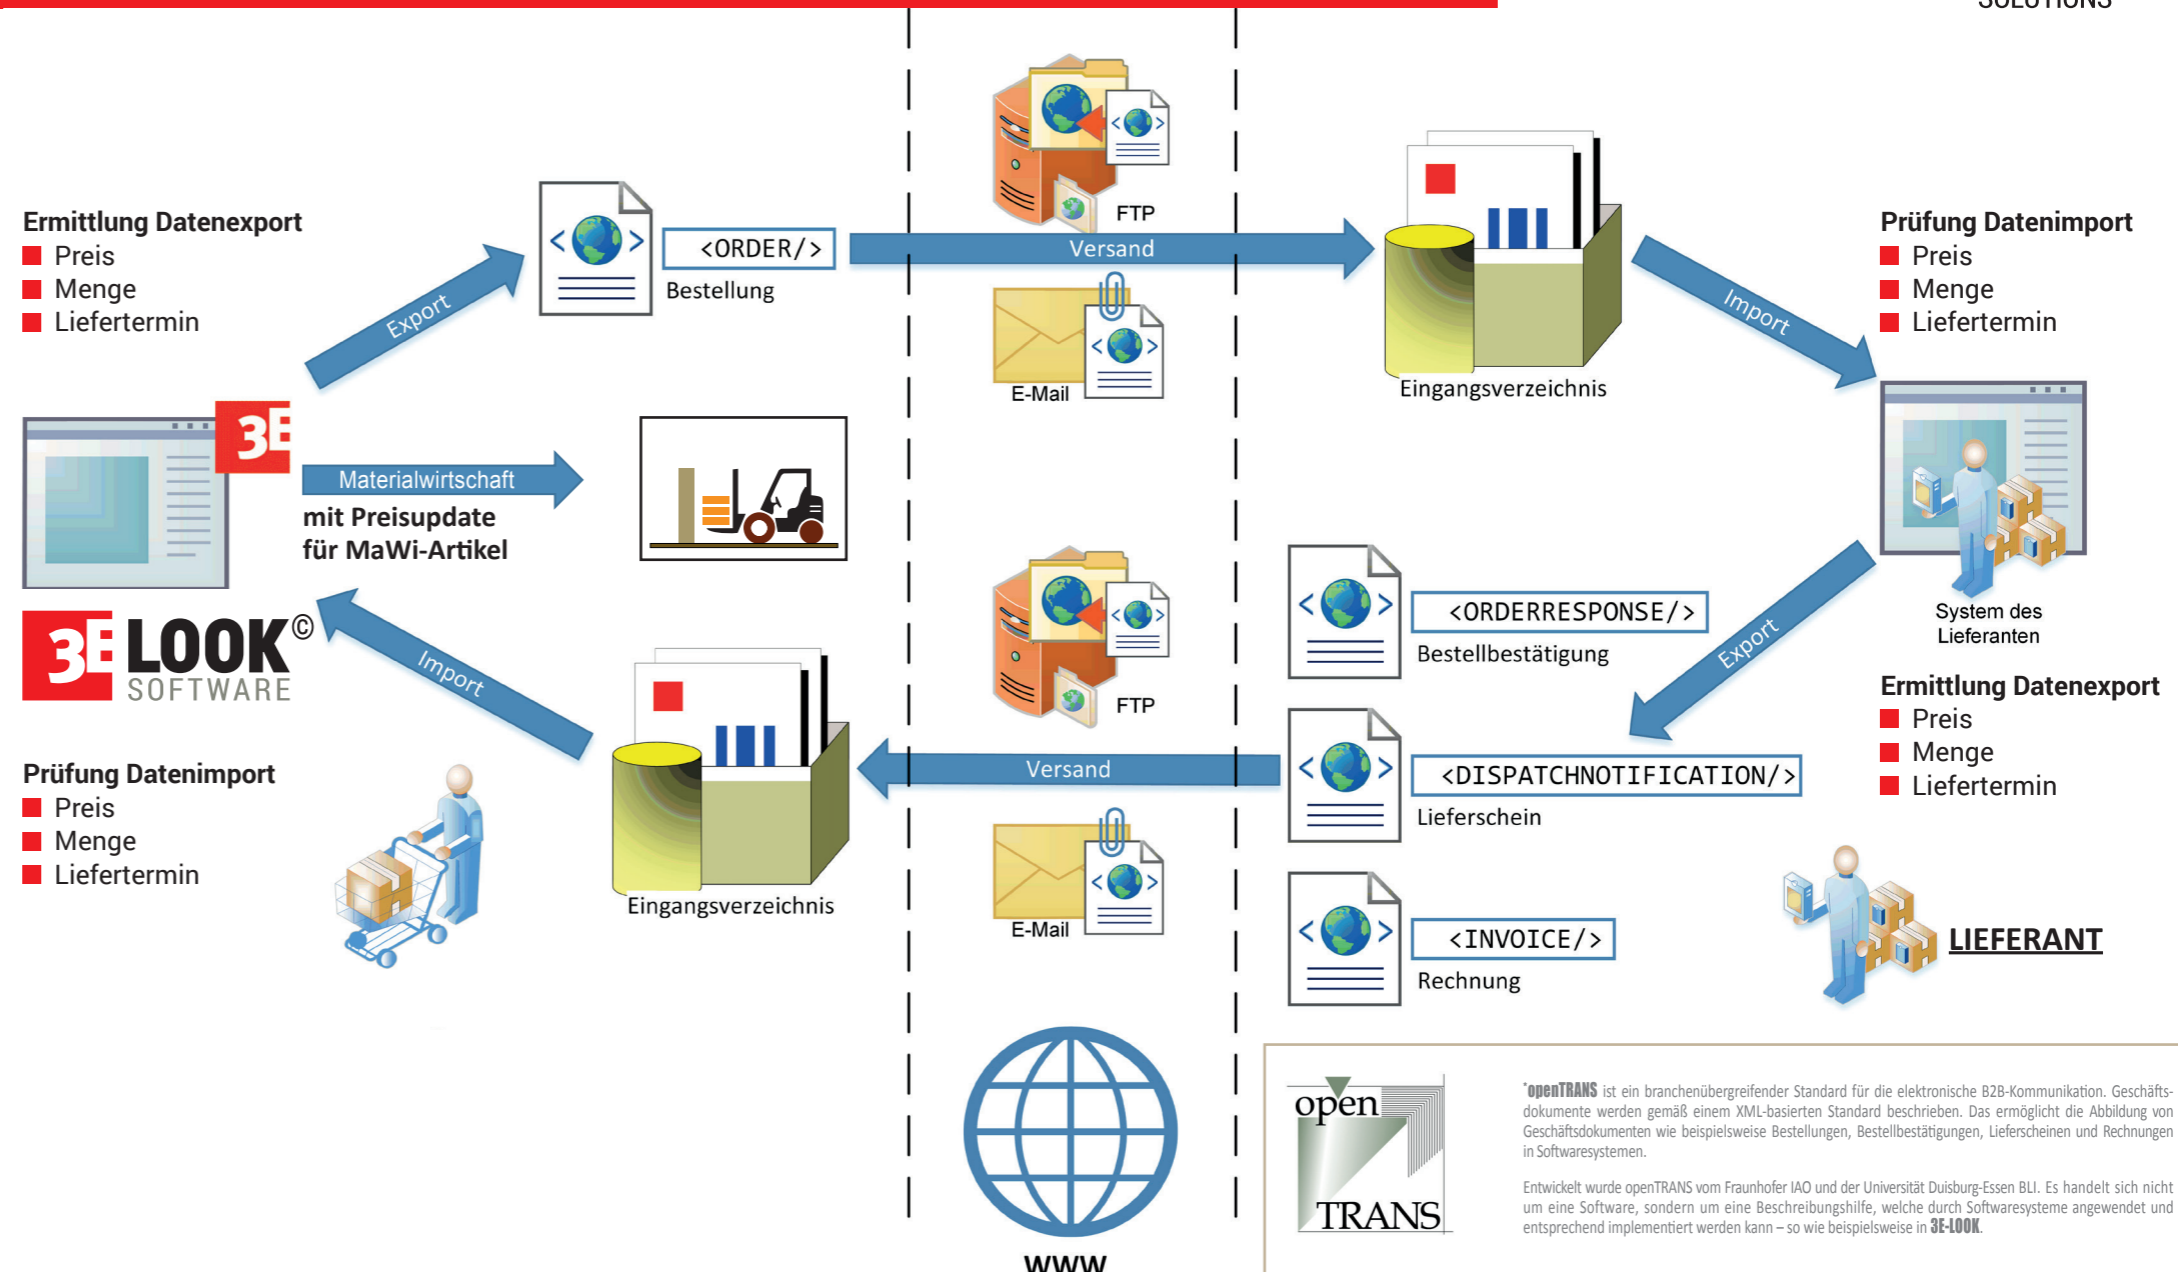 SOLUTIONS
Ermittlung Datenexport
Preis
Menge
Liefertermin
Export
<ORDER/>
Bestellung
FTP
Versand
E-Mail
Eingangsverzeichnis
Import
Prüfung Datenimport
Preis
Menge
Liefertermin
3E
Materialwirtschaft
mit Preisupdate
für MaWi-Artikel
3E LOOK©
SOFTWARE
Import
Prüfung Datenimport
Preis
Menge
Liefertermin
Eingangsverzeichnis
FTP
Versand
E-Mail
<ORDERRESPONSE/>
Bestellbestätigung
<DISPATCHNOTIFICATION/>
Lieferschein
<INVOICE/>
Rechnung
Export
System des
Lieferanten
Ermittlung Datenexport
Preis
Menge
Liefertermin
LIEFERANT
WWW
open
TRANS
*openTRANS ist ein branchenübergreifender Standard für die elektronische B2B-Kommunikation. Geschäfts-
dokumente werden gemäß einem XML-basierten Standard beschrieben. Das ermöglicht die Abbildung von
Geschäftsdokumenten wie beispielsweise Bestellungen, Bestellbestätigungen, Lieferscheinen und Rechnungen
in Softwaresystemen.
Entwickelt wurde openTRANS vom Fraunhofer IAO und der Universität Duisburg-Essen BLI. Es handelt sich nicht
um eine Software, sondern um eine Beschreibungshilfe, welche durch Softwaresysteme angewendet und
entsprechend implementiert werden kann – so wie beispielsweise in 3E-LOOK.